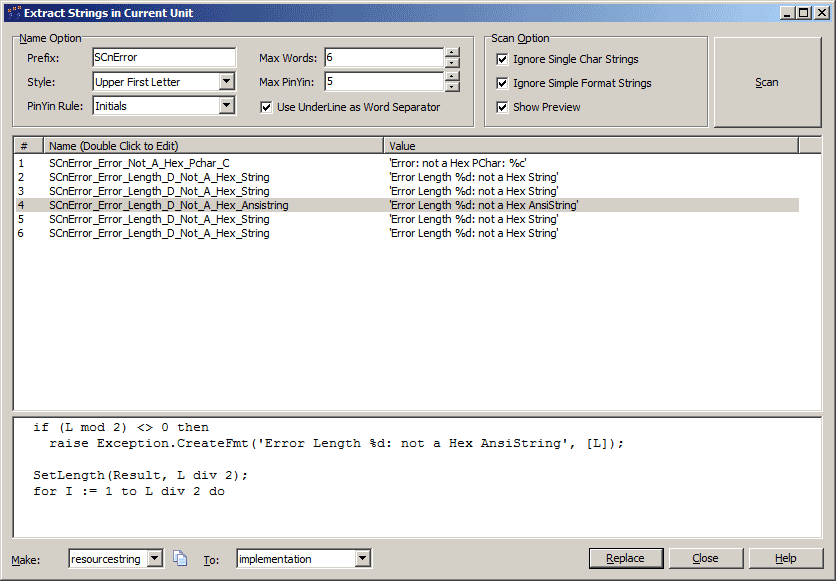 Extract Strings in Current Unit
Name Option
Prefix: SCnError Max Words: 6
Style: Upper First Letter Max PinYin: 5
PinYin Rule: Initials Use UnderLine as Word Separator
Scan Option
Ignore Single Char Strings
Ignore Simple Format Strings
Show Preview
Scan
# Name (Double Click to Edit) Value
1 SCnError_Error_Not_A_Hex_Pchar_C 'Error: not a Hex PChar: %c'
2 SCnError_Error_Length_D_Not_A_Hex_String 'Error Length %d: not a Hex String'
3 SCnError_Error_Length_D_Not_A_Hex_String 'Error Length %d: not a Hex String'
4 SCnError_Error_Length_D_Not_A_Hex_Ansistring 'Error Length %d: not a Hex AnsiString'
5 SCnError_Error_Length_D_Not_A_Hex_String 'Error Length %d: not a Hex String'
6 SCnError_Error_Length_D_Not_A_Hex_String 'Error Length %d: not a Hex String'
if (L mod 2) <> 0 then
raise Exception.CreateFmt('Error Length %d: not a Hex AnsiString', [L]);
SetLength(Result, L div 2);
for I := 1 to L div 2 do
Make: resourcestring To: implementation Replace Close Help